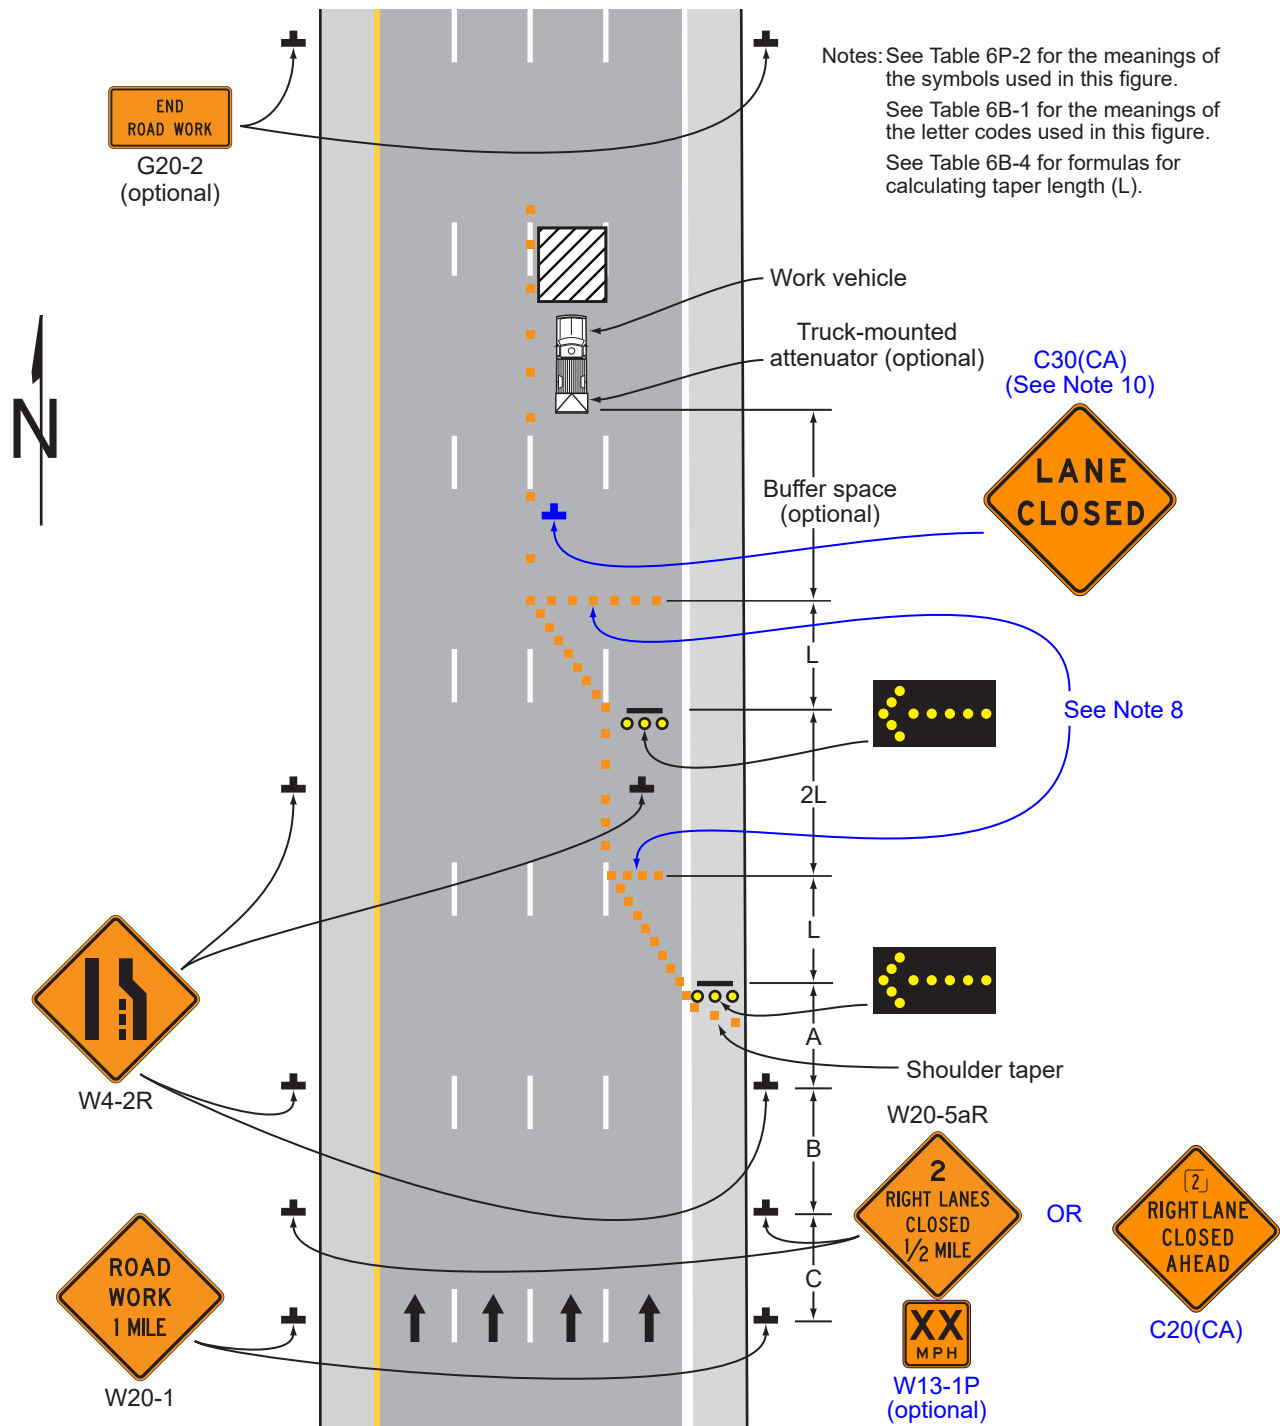 Notes: See Table 6P-2 for the meanings of
the symbols used in this figure.
See Table 6B-1 for the meanings of
the letter codes used in this figure.
See Table 6B-4 for formulas for
calculating taper length (L).
END
ROAD WORK
G20-2
(optional)
Work vehicle
Truck-mounted
attenuator (optional)
N
C30(CA)
(See Note 10)
LANE
CLOSED
Buffer space
(optional)
L
See Note 8
2L
L
A
Shoulder taper
W4-2R
B
W20-5aR
2
RIGHT LANES
CLOSED
1/2 MILE
OR
2
RIGHT LANE
CLOSED
AHEAD
C20(CA)
C
XX
MPH
W13-1P
(optional)
ROAD
WORK
1 MILE
W20-1